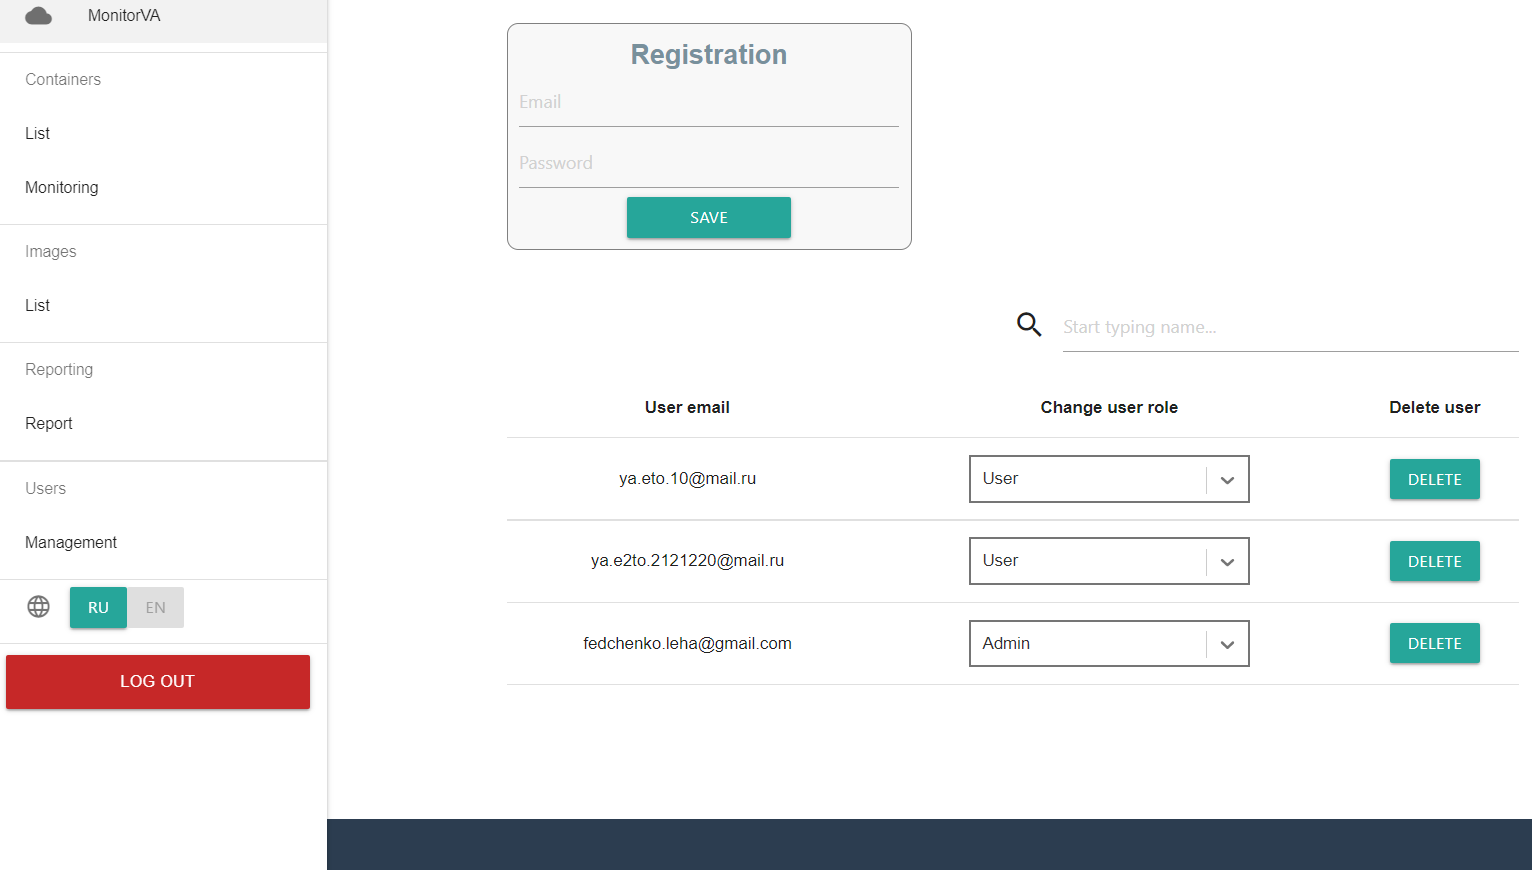 MonitorVA
Containers
List
Monitoring
Images
List
Reporting
Report
Users
Management
RU EN
LOG OUT
Registration
Email
Password
SAVE
Start typing name...
User email Change user role Delete user
ya.eto.10@mail.ru User DELETE
ya.e2to.2121220@mail.ru User DELETE
fedchenko.leha@gmail.com Admin DELETE